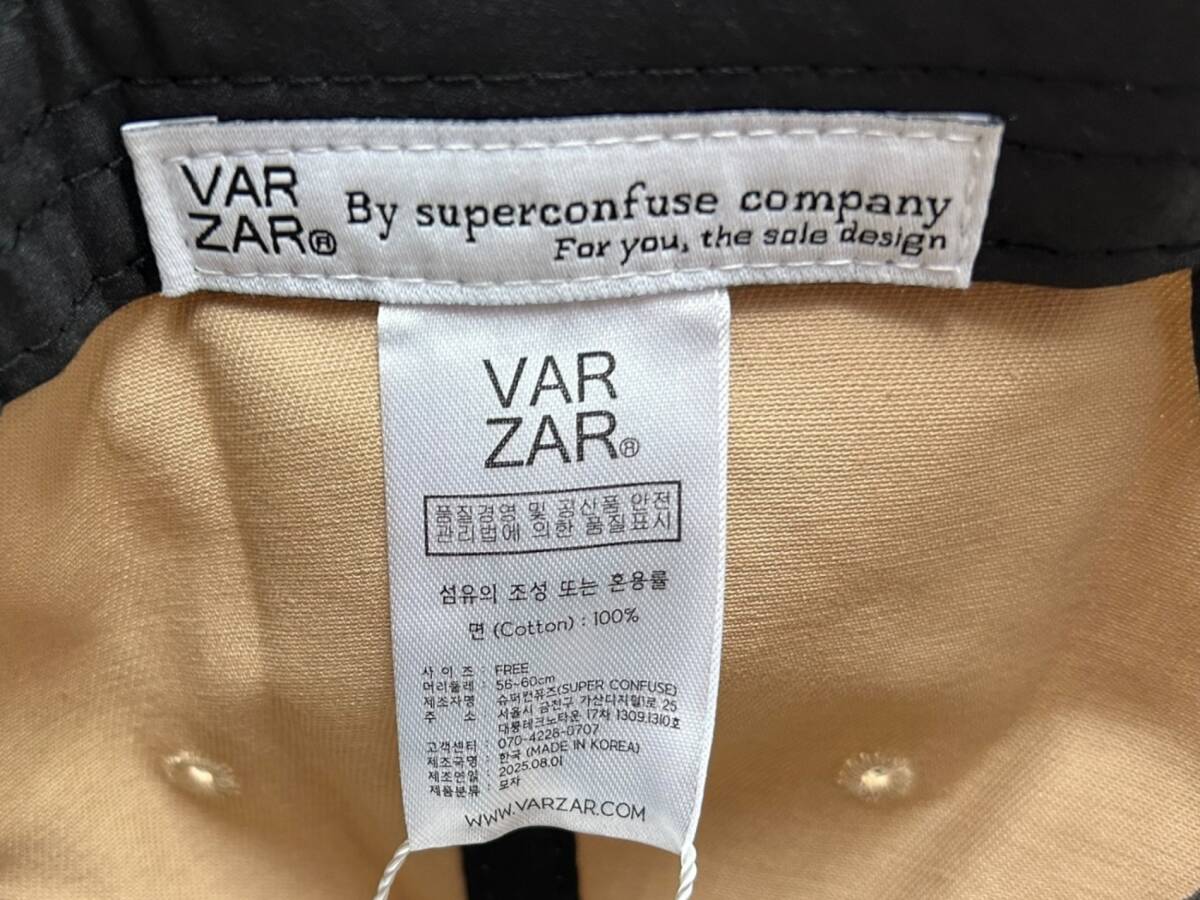 VAR
ZAR®
By superconfuse company
For you, the sole design
VAR
ZAR®
품질경영 및 공산품 안전
관리법에 의한 품질표시
섬유의 조성 또는 혼용률
면 (Cotton) : 100%
사 이 즈 : FREE
머리둘레 : 56~60cm
제조자명 : 슈퍼컨퓨즈(SUPER CONFUSE)
주 소 서울시 금천구 가산디지털1로 25
대륭테크노타운 17차 1309,1310호
고객센터 : 070-4228-0707
제조국명 : 한국 (MADE IN KOREA)
제조연월 : 2025.08.01
제품분류 : 모자
WWW.VARZAR.COM